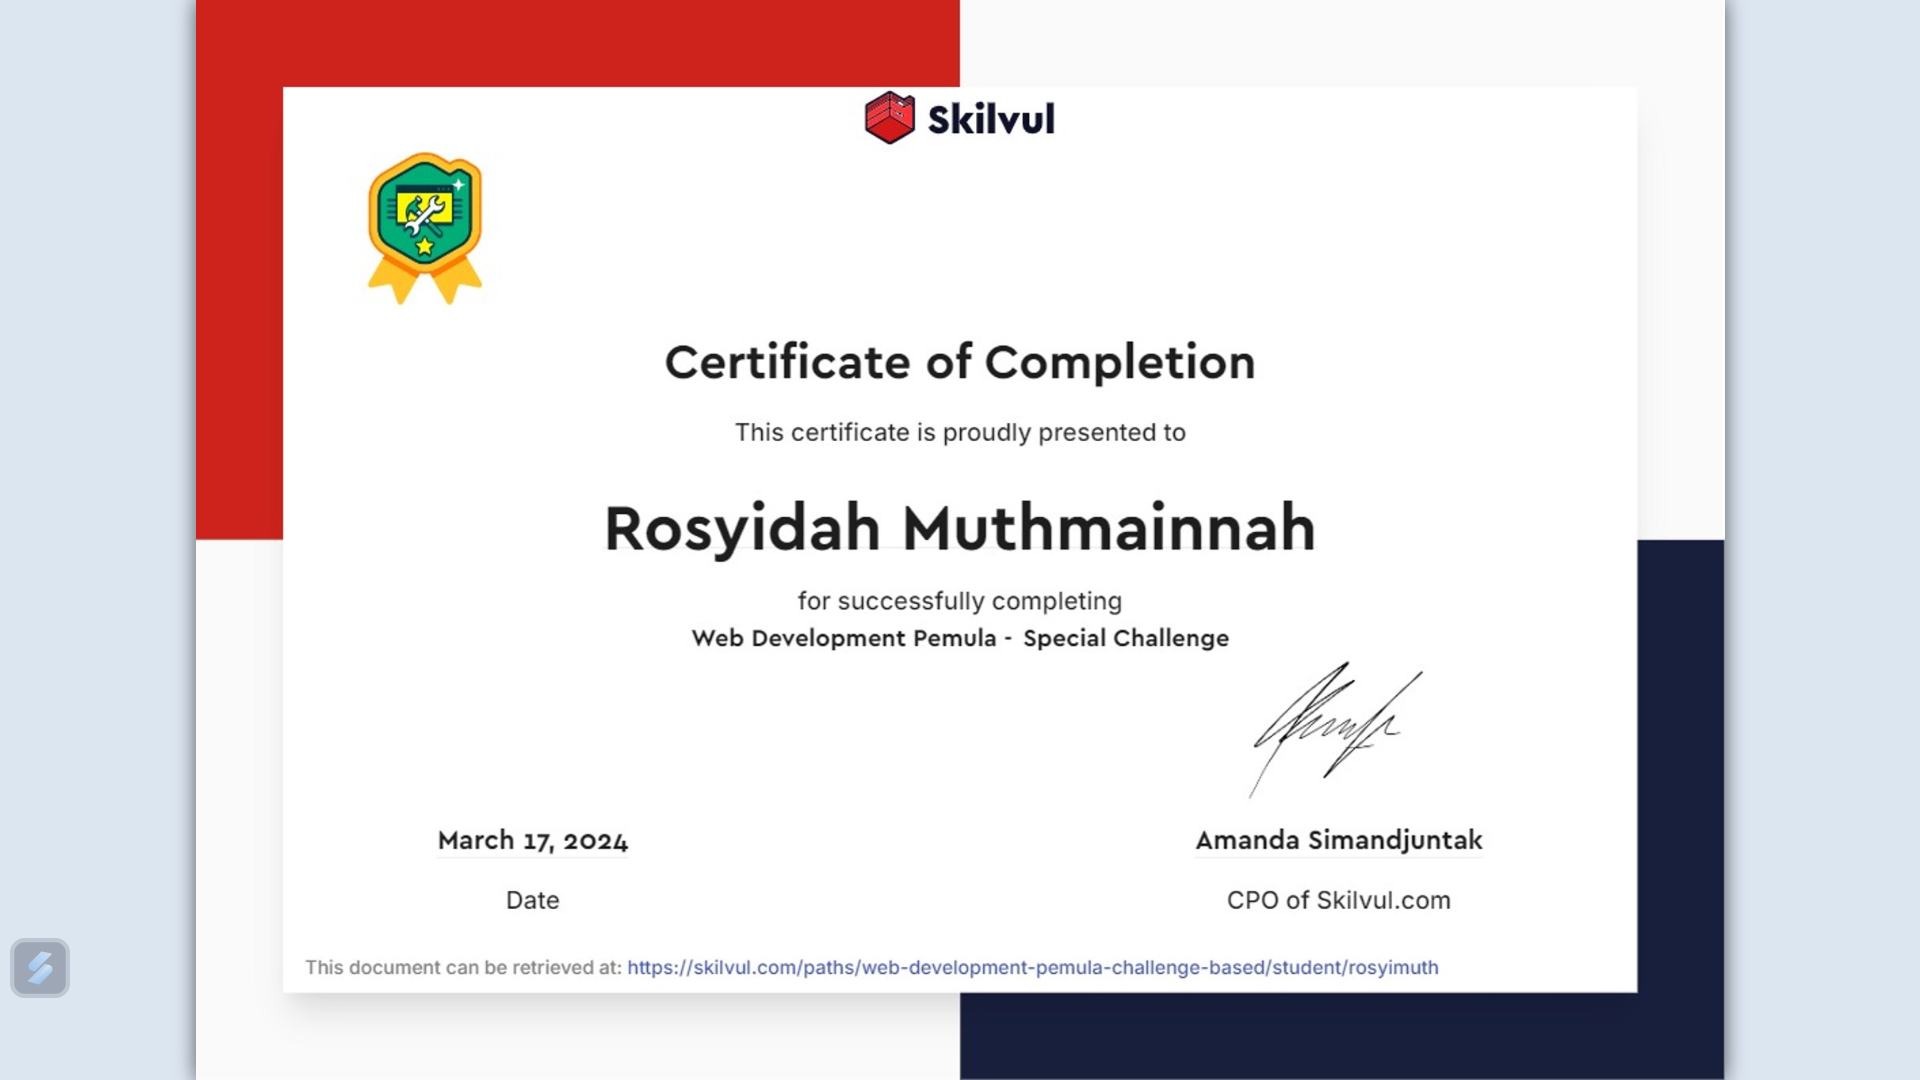 Skilvul
Certificate of Completion
This certificate is proudly presented to
Rosyidah Muthmainnah
for successfully completing
Web Development Pemula - Special Challenge
March 17, 2024
Date
Amanda Simandjuntak
CPO of Skilvul.com
This document can be retrieved at: https://skilvul.com/paths/web-development-pemula-challenge-based/student/rosyimuth